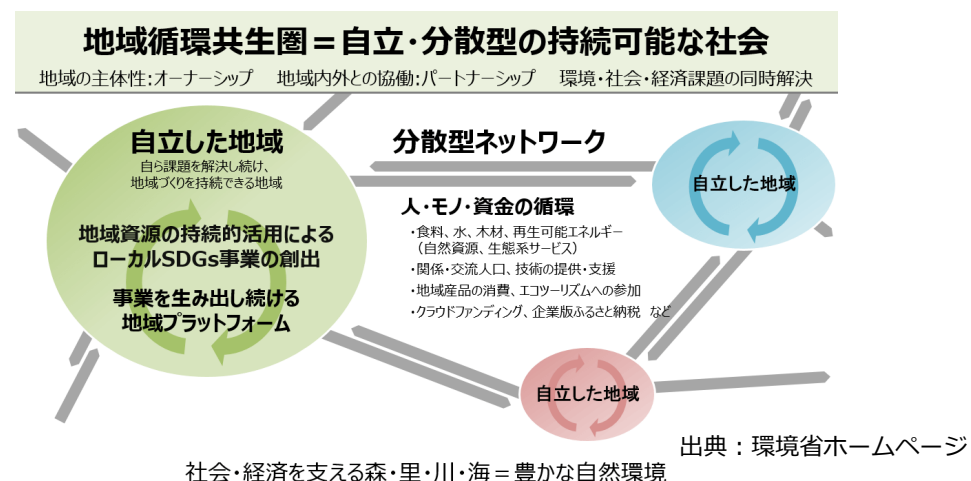 地域循環共生圏＝自立・分散型の持続可能な社会
地域の主体性:オーナーシップ　地域内外との協働:パートナーシップ　環境・社会・経済課題の同時解決
自立した地域
自ら課題を解決し続け、
地域づくりを持続できる地域
地域資源の持続的活用による
ローカルSDGs事業の創出
事業を生み出し続ける
地域プラットフォーム
分散型ネットワーク
人・モノ・資金の循環
・食料、水、木材、再生可能エネルギー
（自然資源、生態系サービス）
・関係・交流人口、技術の提供・支援
・地域産品の消費、エコツーリズムへの参加
・クラウドファンディング、企業版ふるさと納税　など
自立した地域
自立した地域
出典：環境省ホームページ
社会・経済を支える森・里・川・海＝豊かな自然環境